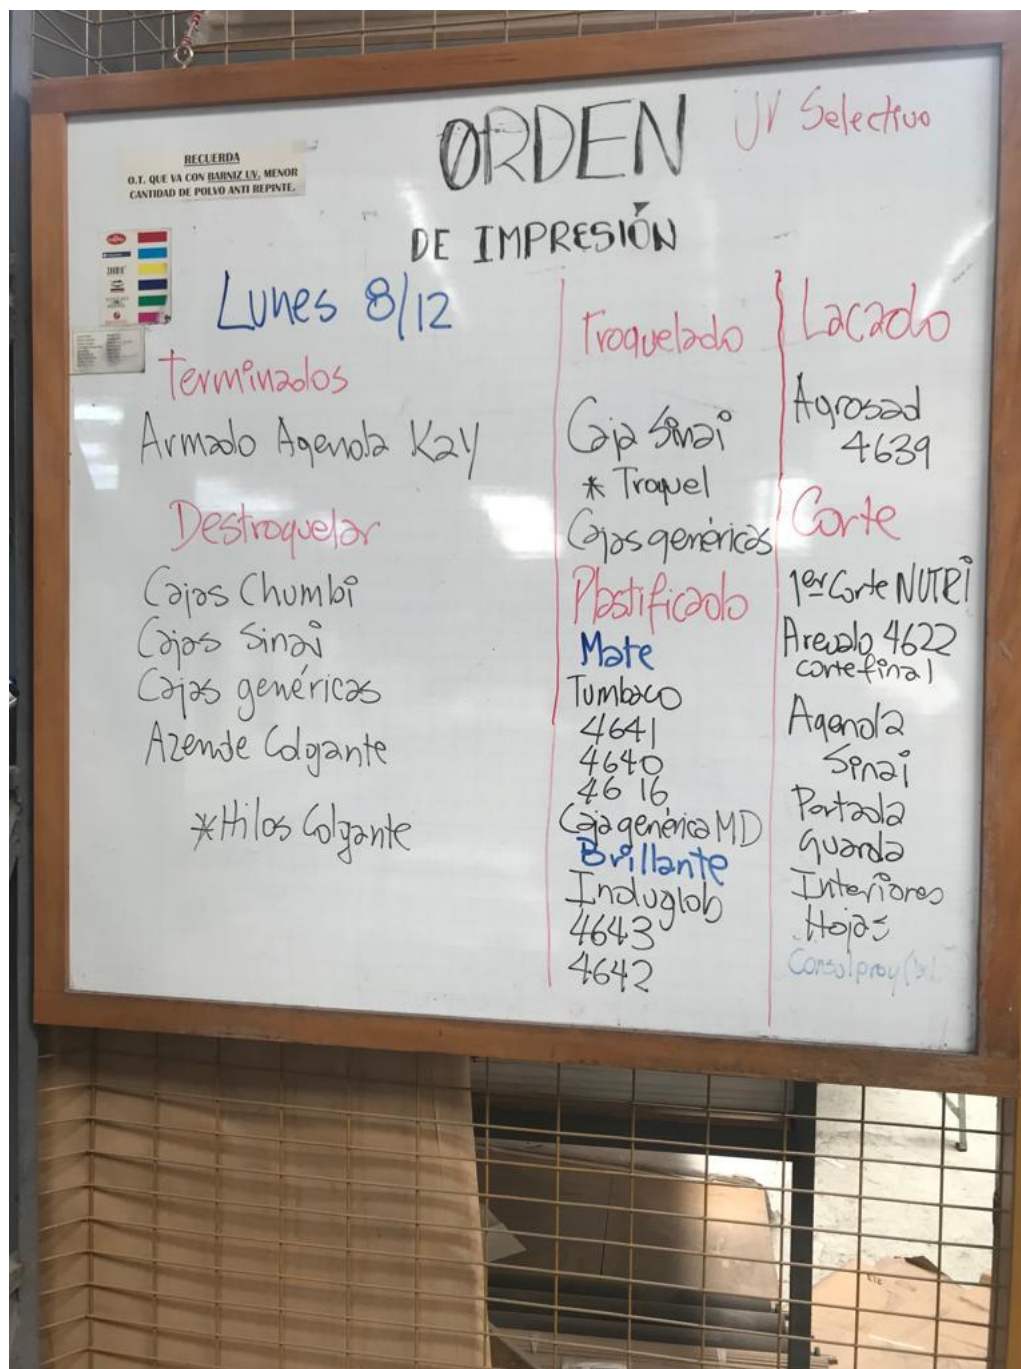 ORDEN
UV Selectivo
RECUERDA
O.T. QUE VA CON BARNIZ UV, MENOR
CANTIDAD DE POLVO ANTI REPINTE.
DE IMPRESIÓN
Lunes 8/12
Terminados
Armado Agenda Kay
Destroquelar
Cajas Chumbi
Cajas Sinai
Cajas genéricas
Azende Colgante
*Hilos Colgante
Troquelado
Caja Sinai
* Troquel
Cajas genéricas
Plastificado
Mate
Tumbaco
4641
4640
4616
Caja genérica MD
Brillante
Induglob
4643
4642
Lacado
Agrosad
4639
Corte
1er Corte NUTRI
Arevalo 4622
corte final
Agenda
Sinai
Portada
Guarda
Interiores
Hojas
Consulproy